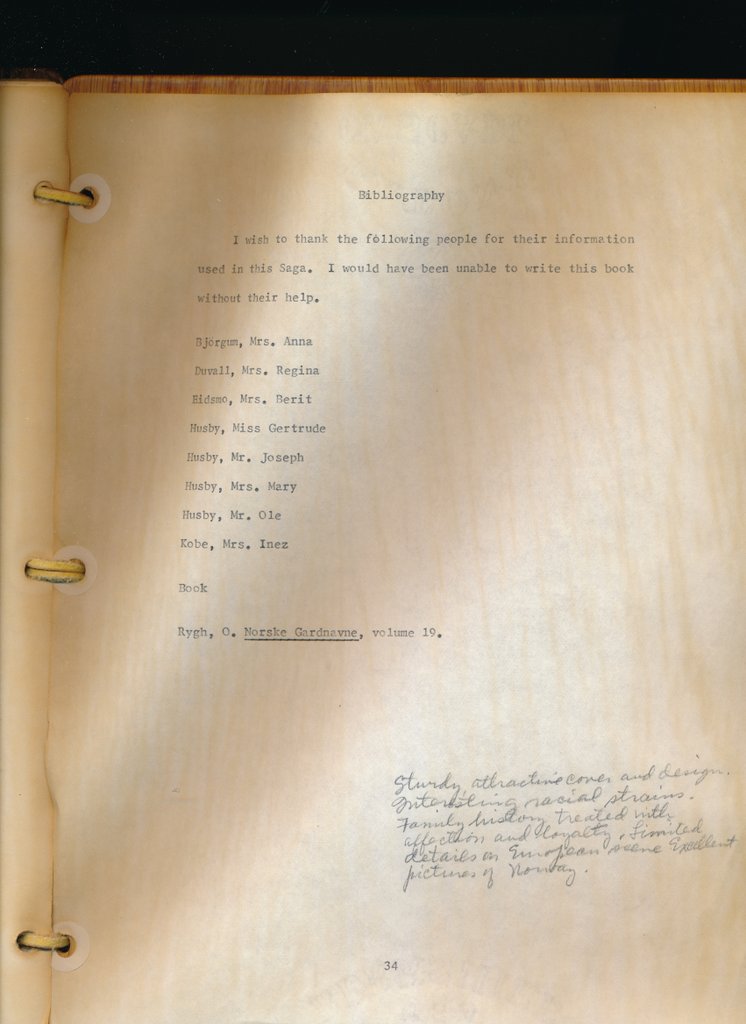 Bibliography
I wish to thank the following people for their information
used in this Saga. I would have been unable to write this book
without their help.
Bjorgum, Mrs. Anna
Duvall, Mrs. Regina
Eidsmo, Mrs. Berit
Husby, Miss Gertrude
Husby, Mr. Joseph
Husby, Mrs. Mary
Husby, Mr. Ole
Kobe, Mrs. Inez
Book
Rygh, O. Norske Gardnavne, volume 19.
Sturdy attractive cover and design.
Interesting racial strains.
Family history treated with
affection and loyalty. Limited
details on European scene Excellent
pictures of Norway.
34